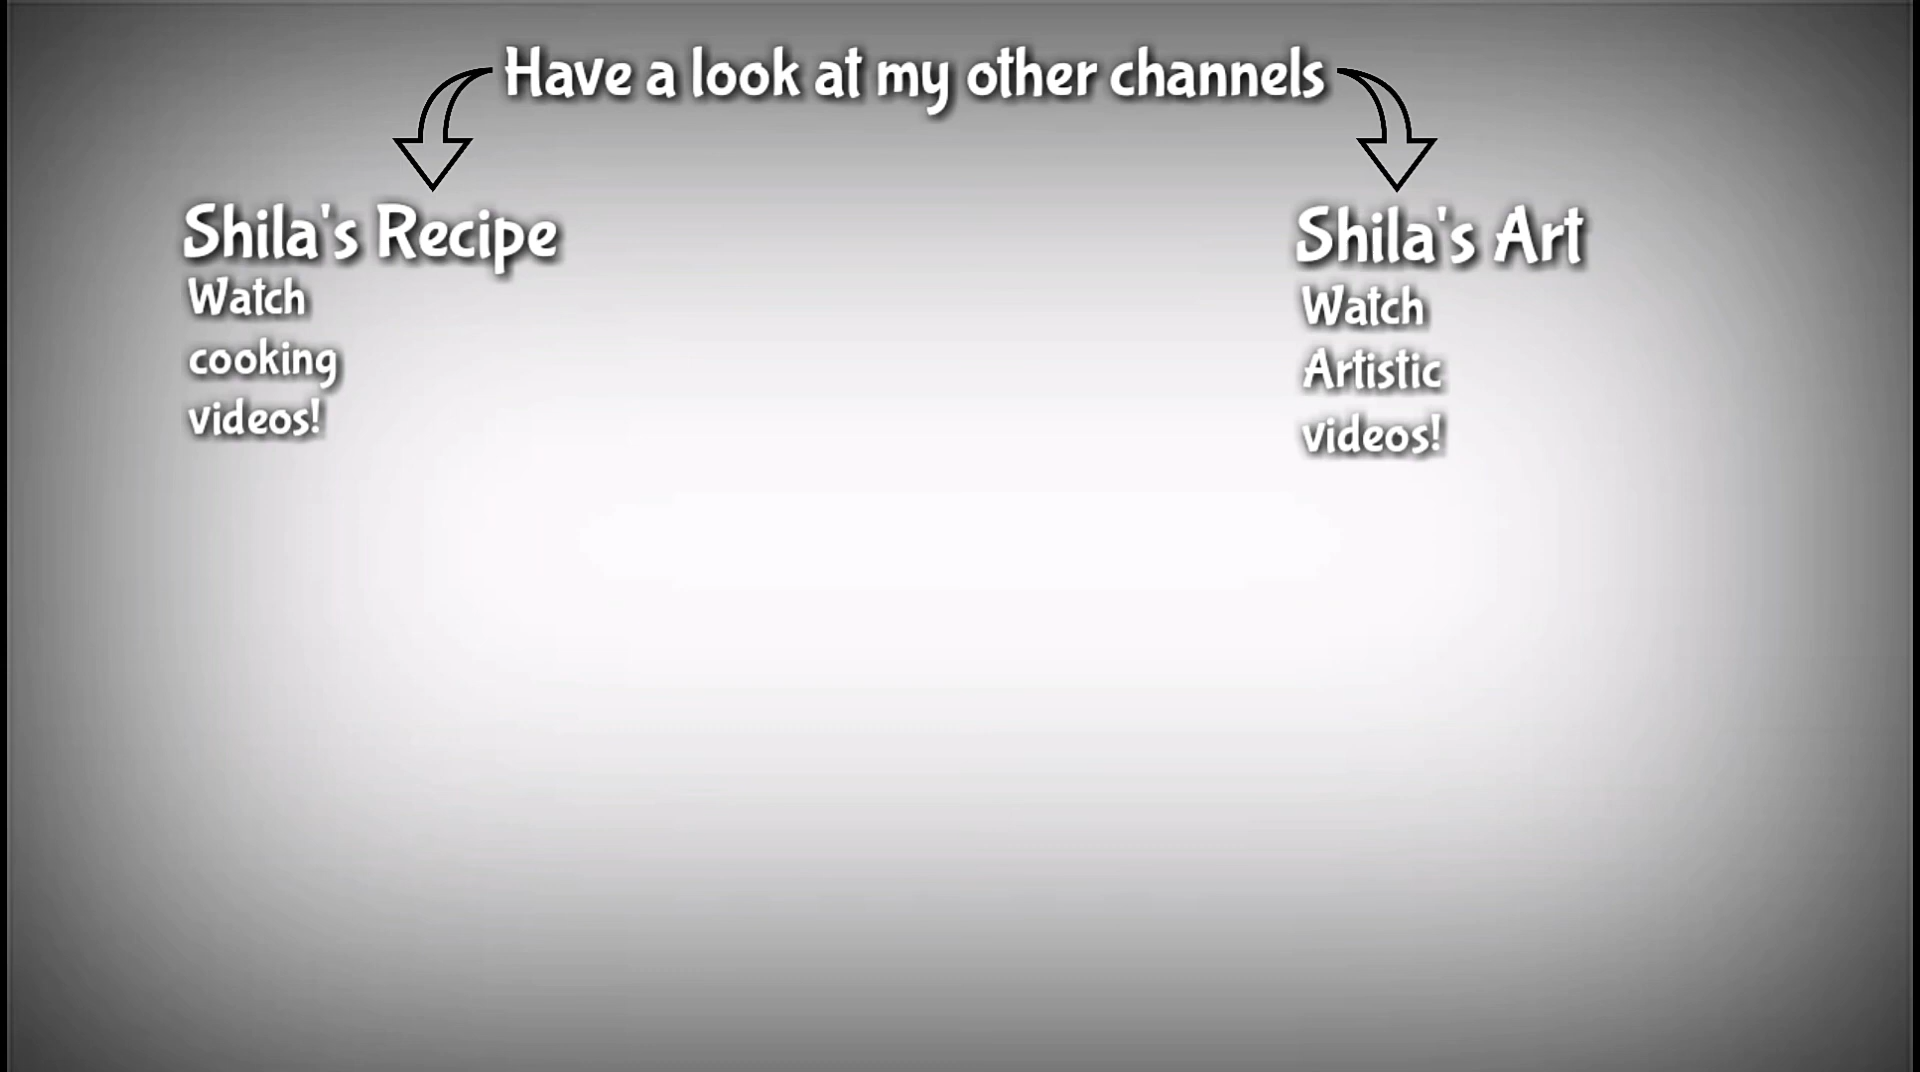 Have a look at my other channels
Shila's Recipe
Watch
cooking
videos!
Shila's Art
Watch
Artistic
videos!